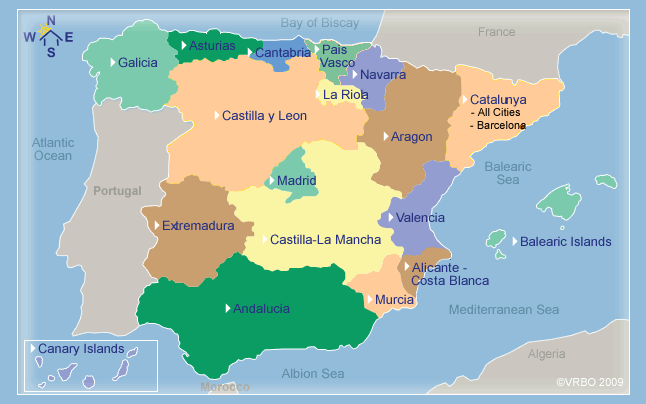 N
W E
S
Bay of Biscay
France
Asturias
Cantabria
Pais
Vasco
Galicia
Navarra
La Rioja
Catalunya
- All Cities
- Barcelona
Castilla y Leon
Aragon
Atlantic
Ocean
Balearic
Sea
Madrid
Portugal
Extremadura
Valencia
Castilla-La Mancha
Balearic Islands
Alicante -
Costa Blanca
Murcia
Andalucia
Mediterranean Sea
Canary Islands
Algeria
Albion Sea
Morocco
©VRBO 2009